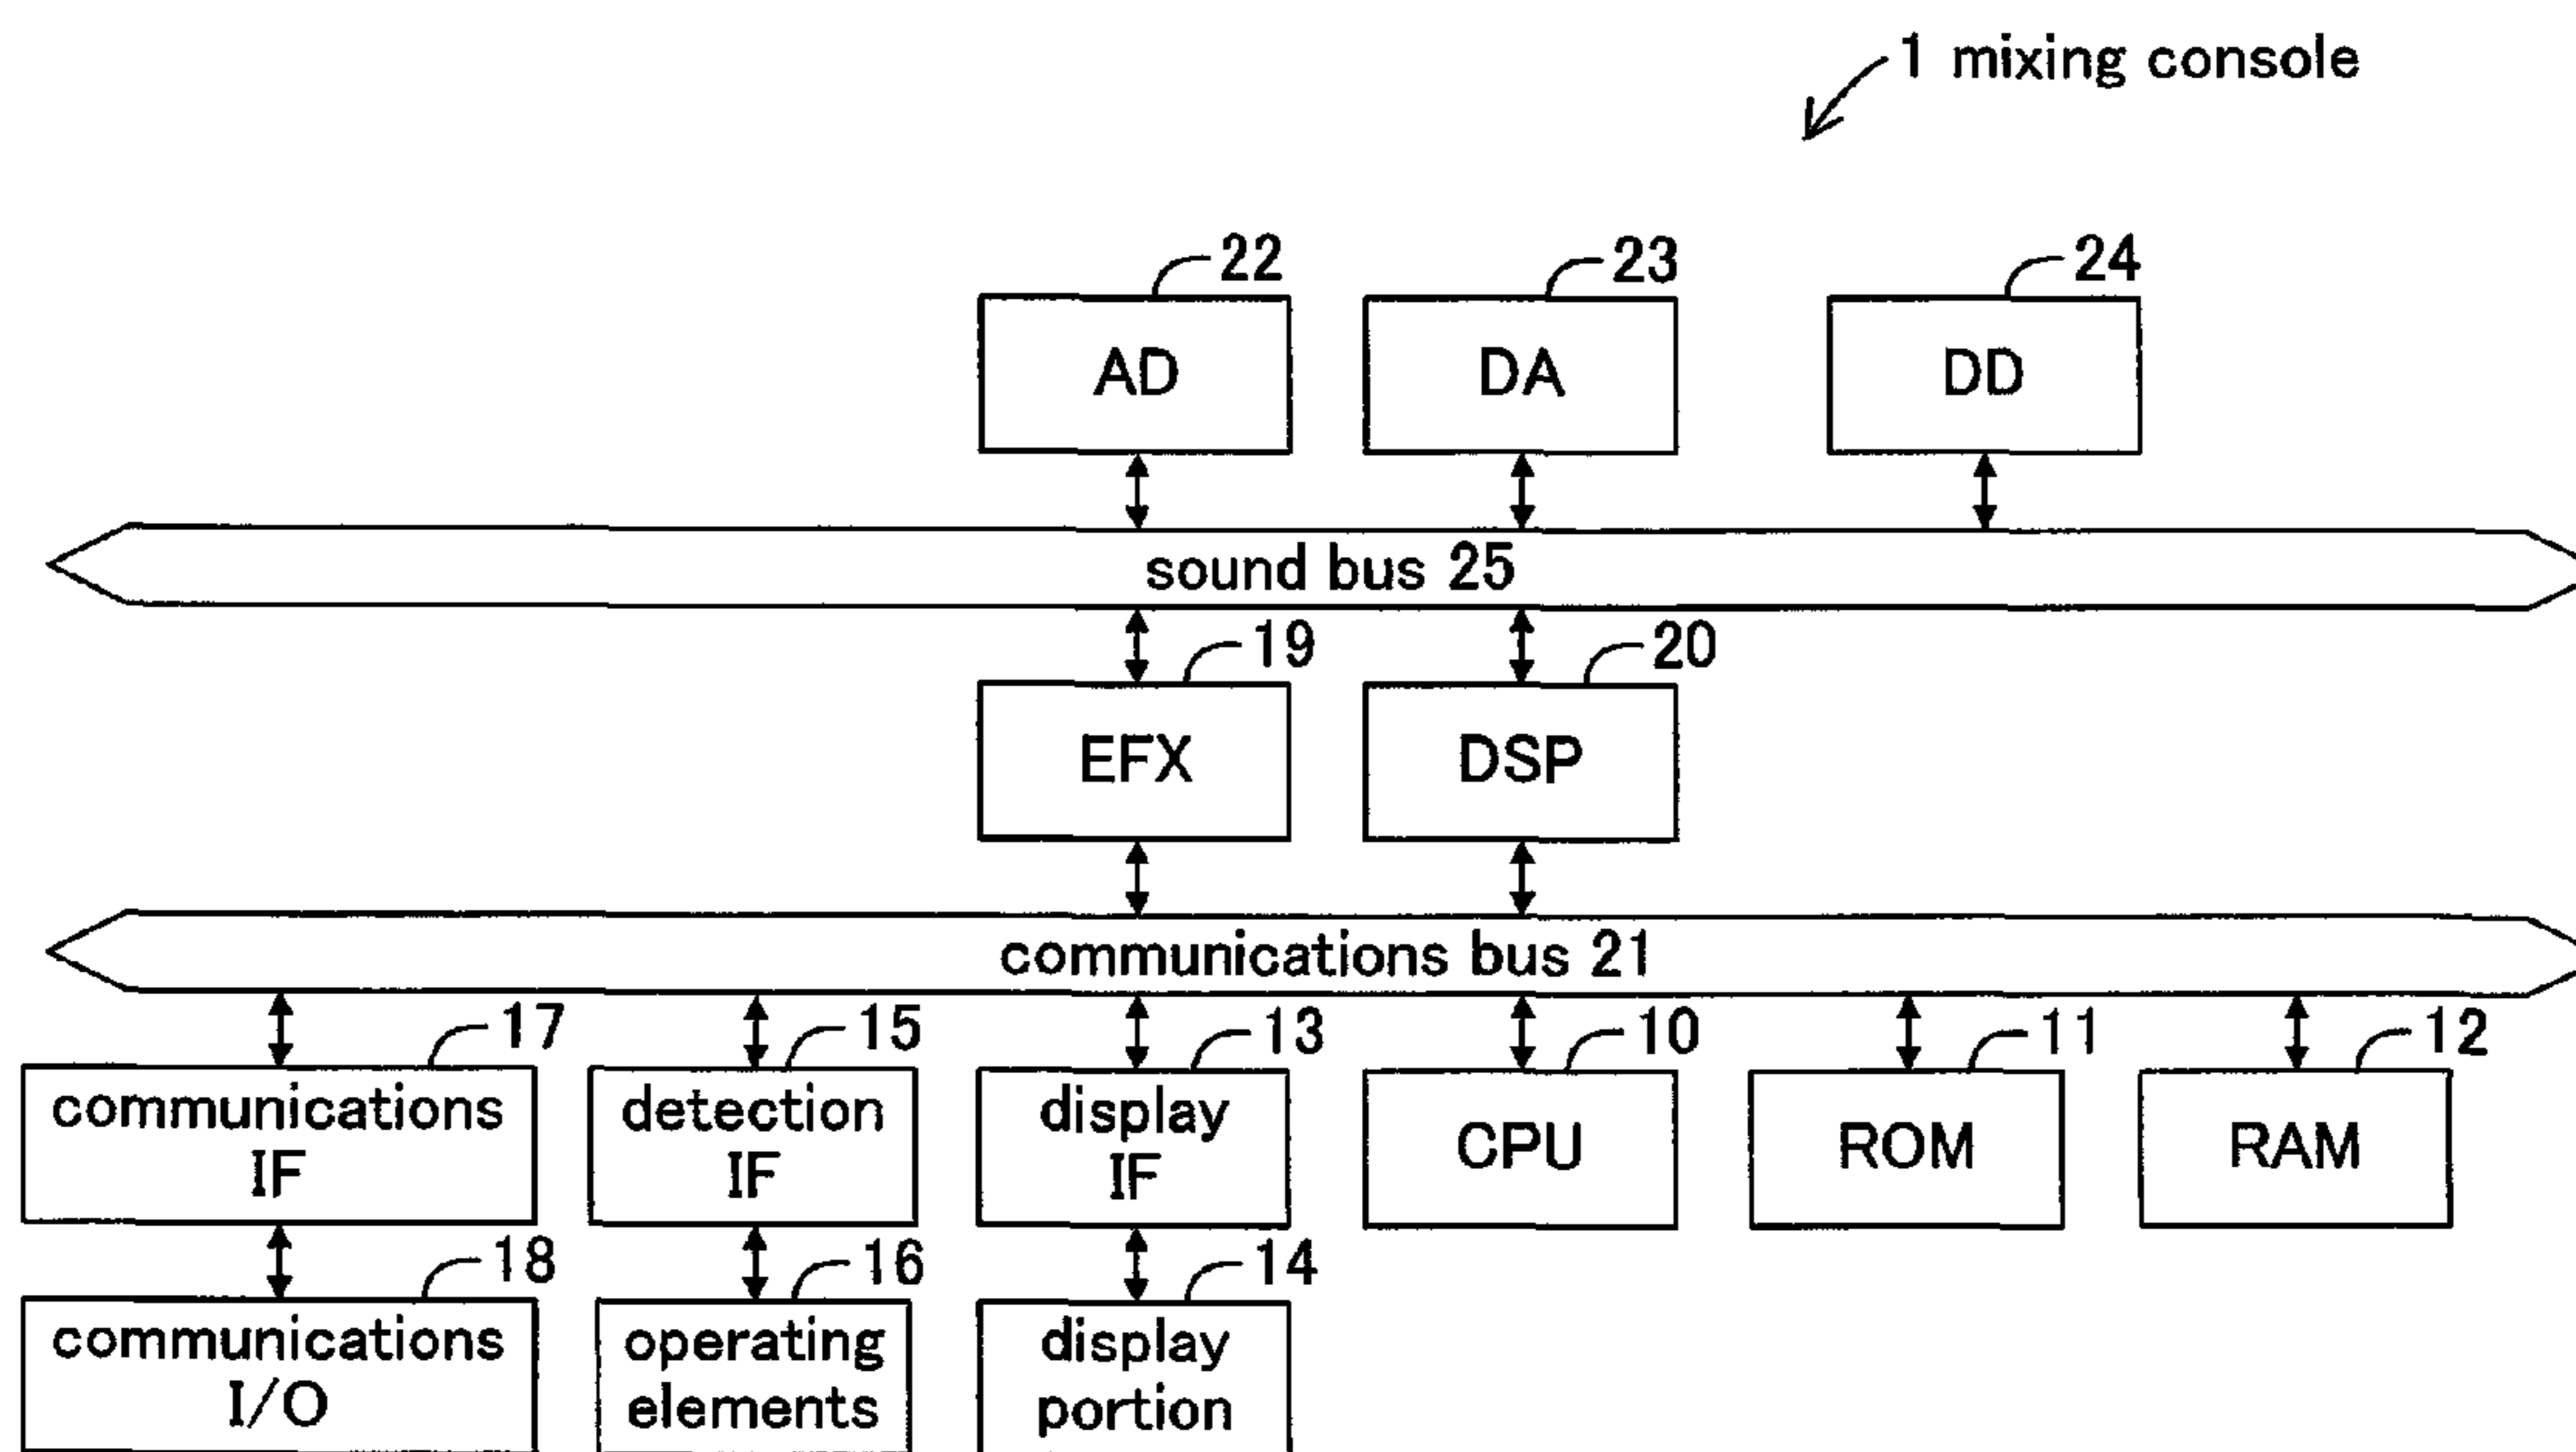 1 mixing console
22
23
24
AD
DA
DD
sound bus 25
19
20
EFX
DSP
communications bus 21
17
15
13
10
11
12
communications
IF
detection
IF
display
IF
CPU
ROM
RAM
18
16
14
communications
I/O
operating
elements
display
portion